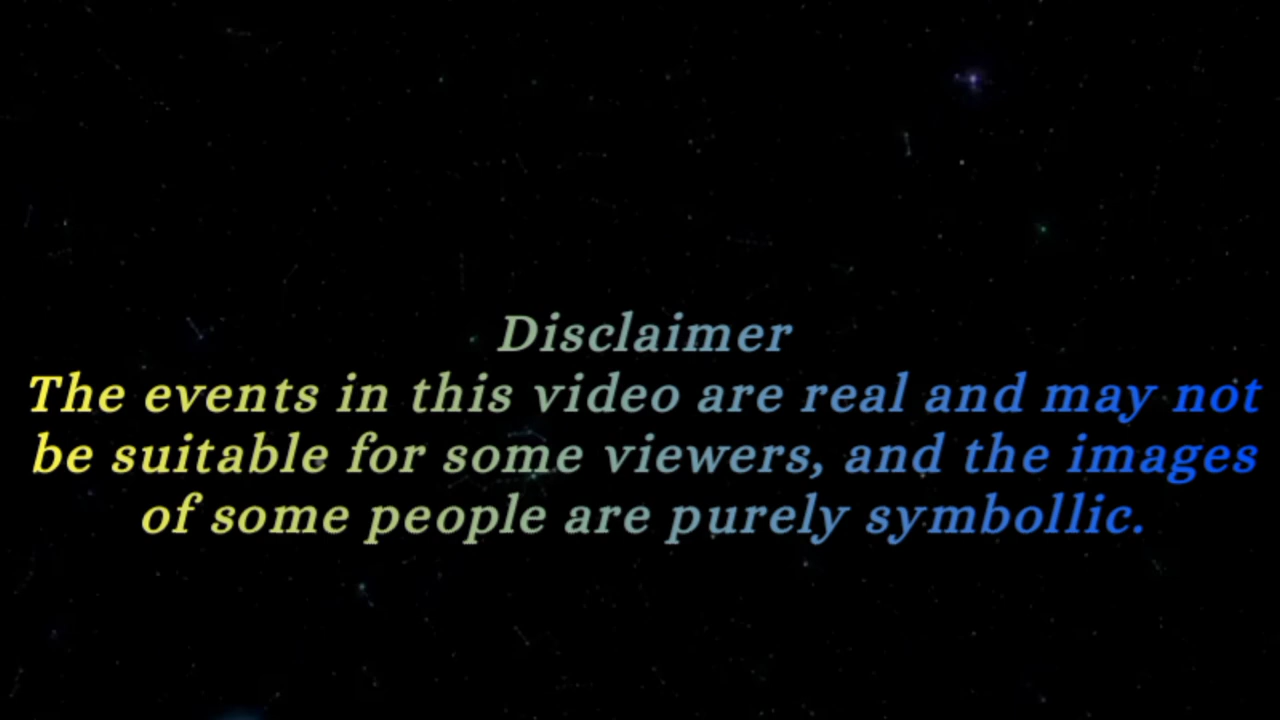 Disclaimer
The events in this video are real and may not
be suitable for some viewers, and the images
of some people are purely symbollic.